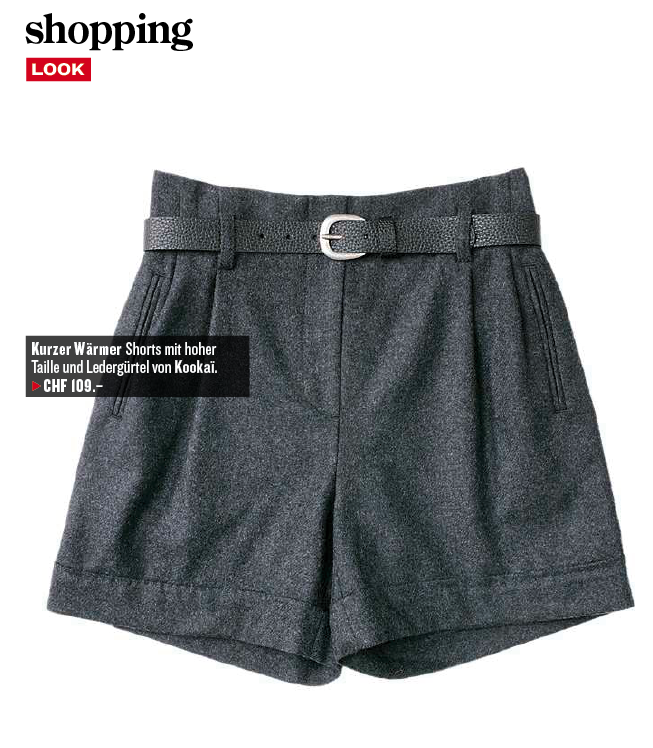 shopping
LOOK
Kurzer Wärmer Shorts mit hoher
Taille und Ledergürtel von Kookaï.
▷CHF 109.–